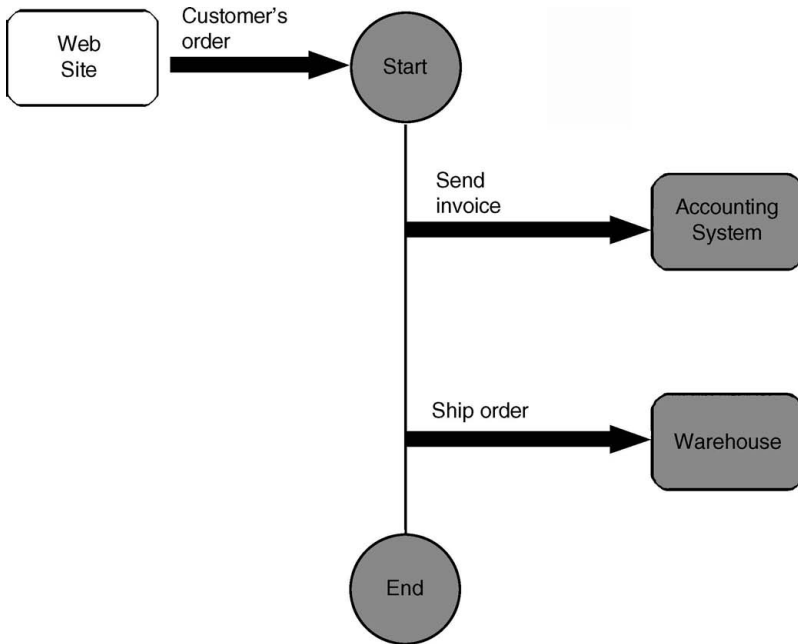 Web
Site
Customer's
order
Start
Send
invoice
Accounting
System
Ship order
Warehouse
End